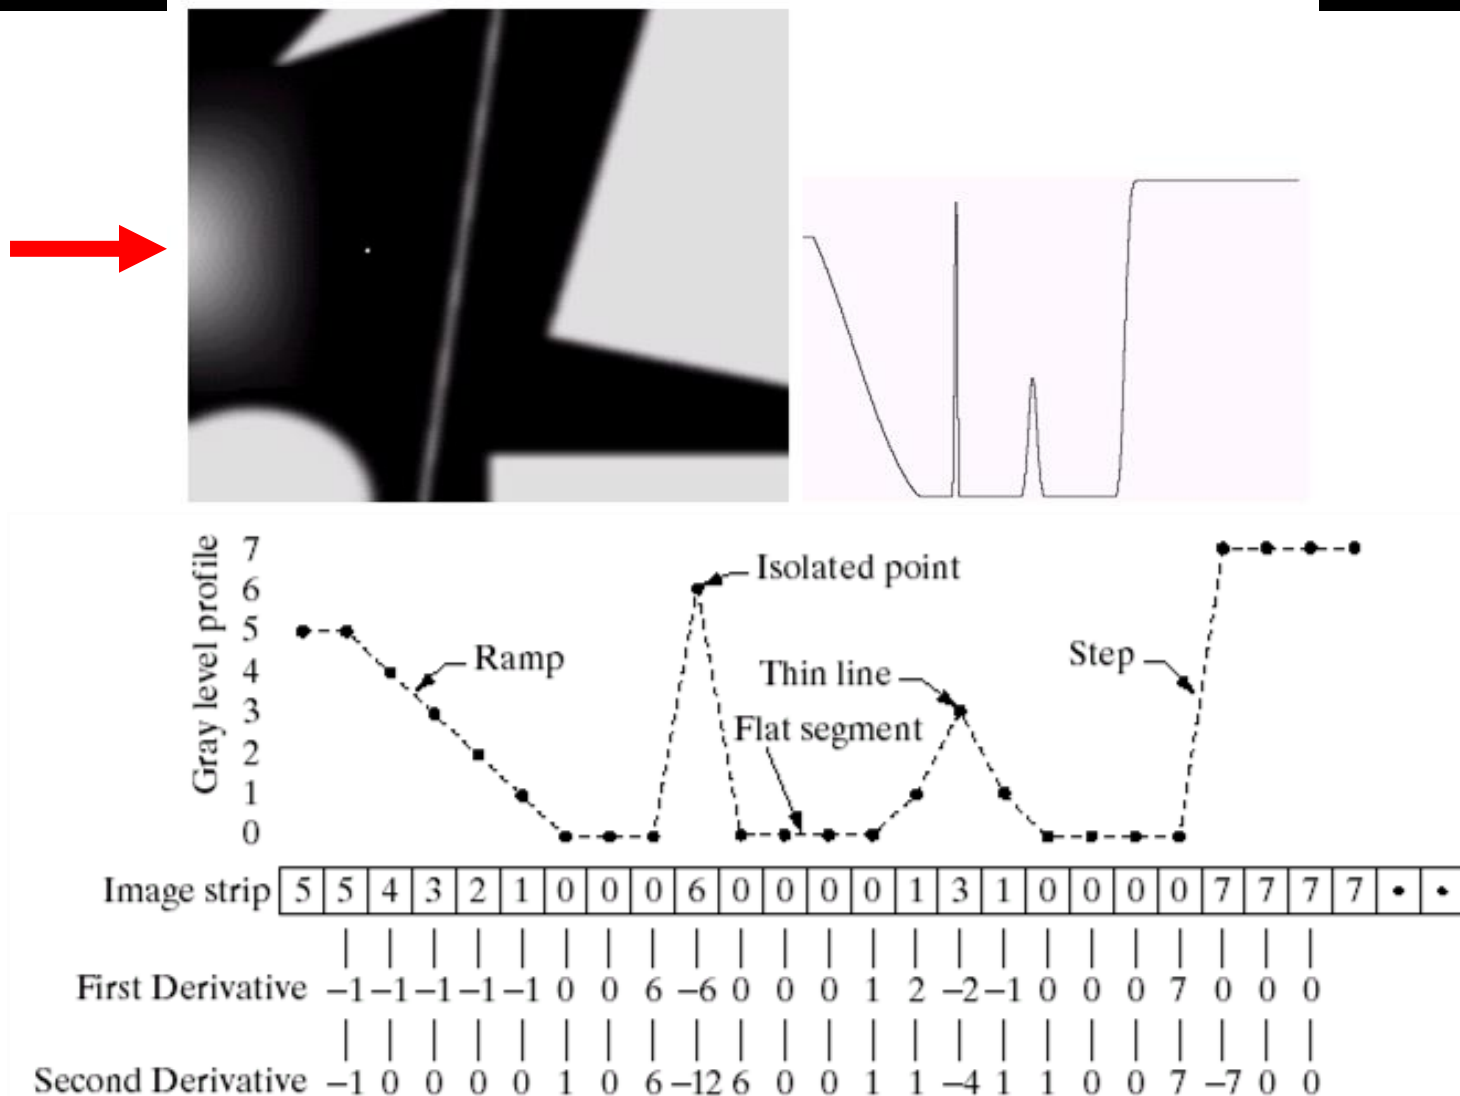 Gray level profile
7
6
5
4
3
2
1
0
Isolated point
Ramp
Thin line
Flat segment
Step
Image strip 5 5 4 3 2 1 0 0 0 6 0 0 0 0 1 3 1 0 0 0 0 7 7 7 7 • •
First Derivative −1 −1 −1 −1 −1 0 0 6 −6 0 0 0 1 2 −2 −1 0 0 0 7 0 0 0
Second Derivative −1 0 0 0 0 1 0 6 −12 6 0 0 1 1 −4 1 1 0 0 7 −7 0 0